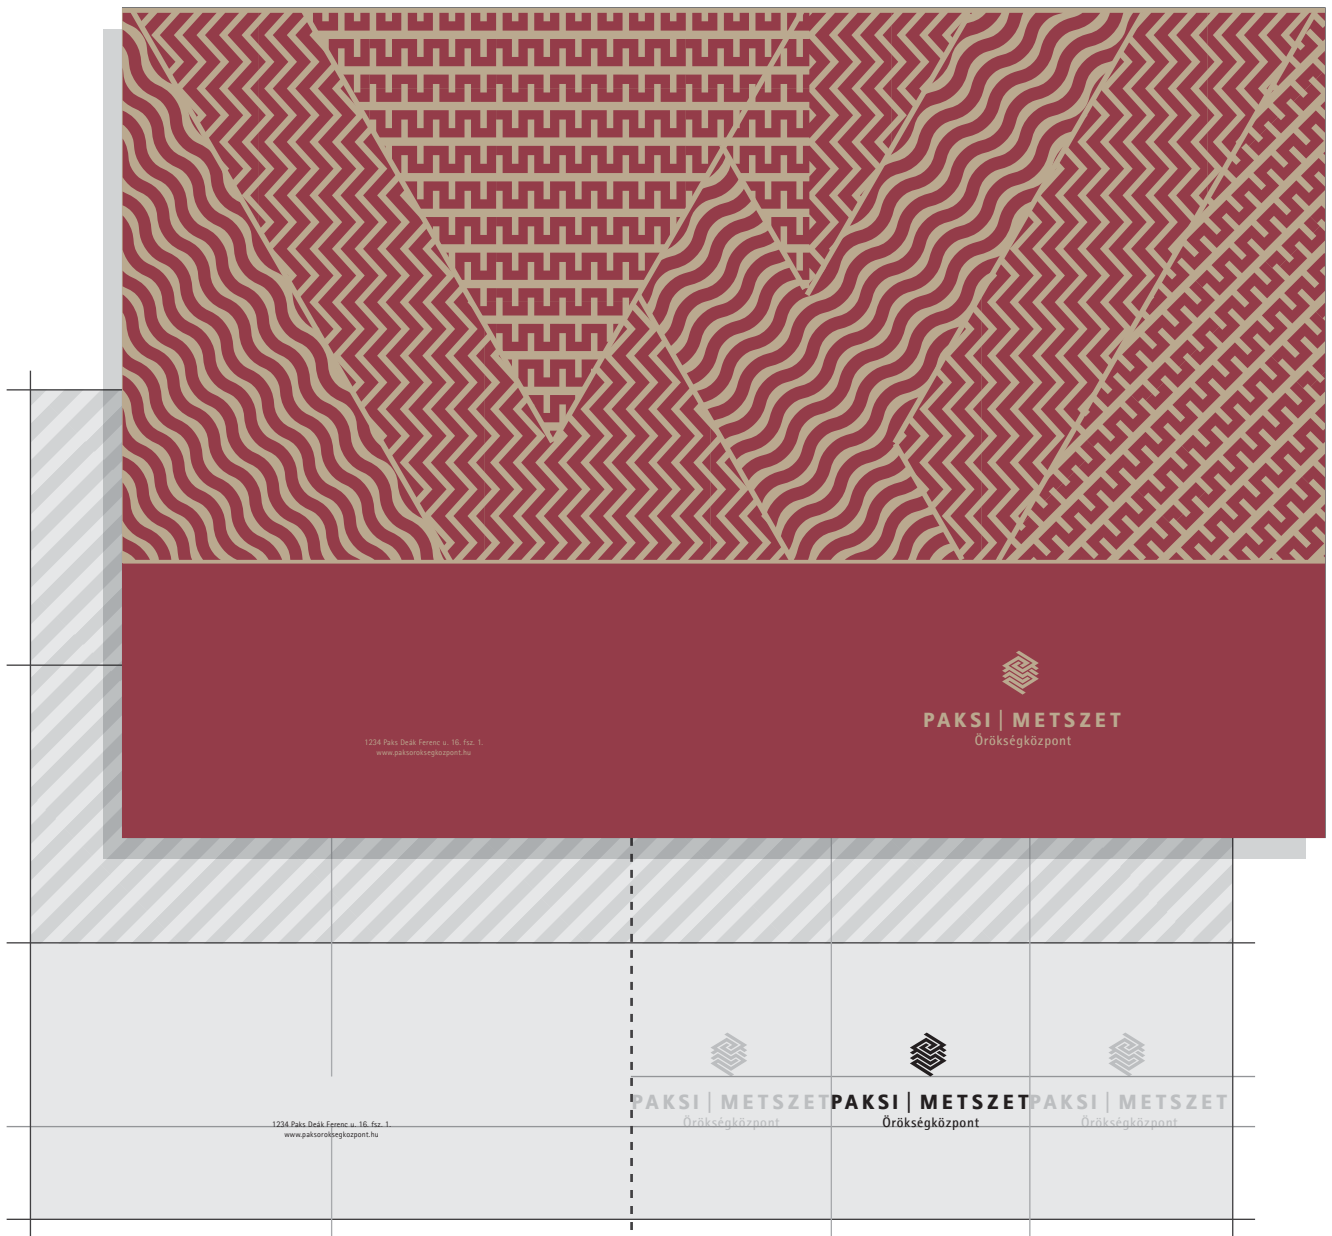 PAKSI | METSZET
Örökségközpont
1234 Paks Deák Ferenc u. 16. fsz. 1.
www.paksoroksegkozpont.hu
PAKSI | METSZET
Örökségközpont
PAKSI | METSZET
Örökségközpont
PAKSI | METSZET
Örökségközpont
1234 Paks Deák Ferenc u. 16. fsz. 1.
www.paksoroksegkozpont.hu